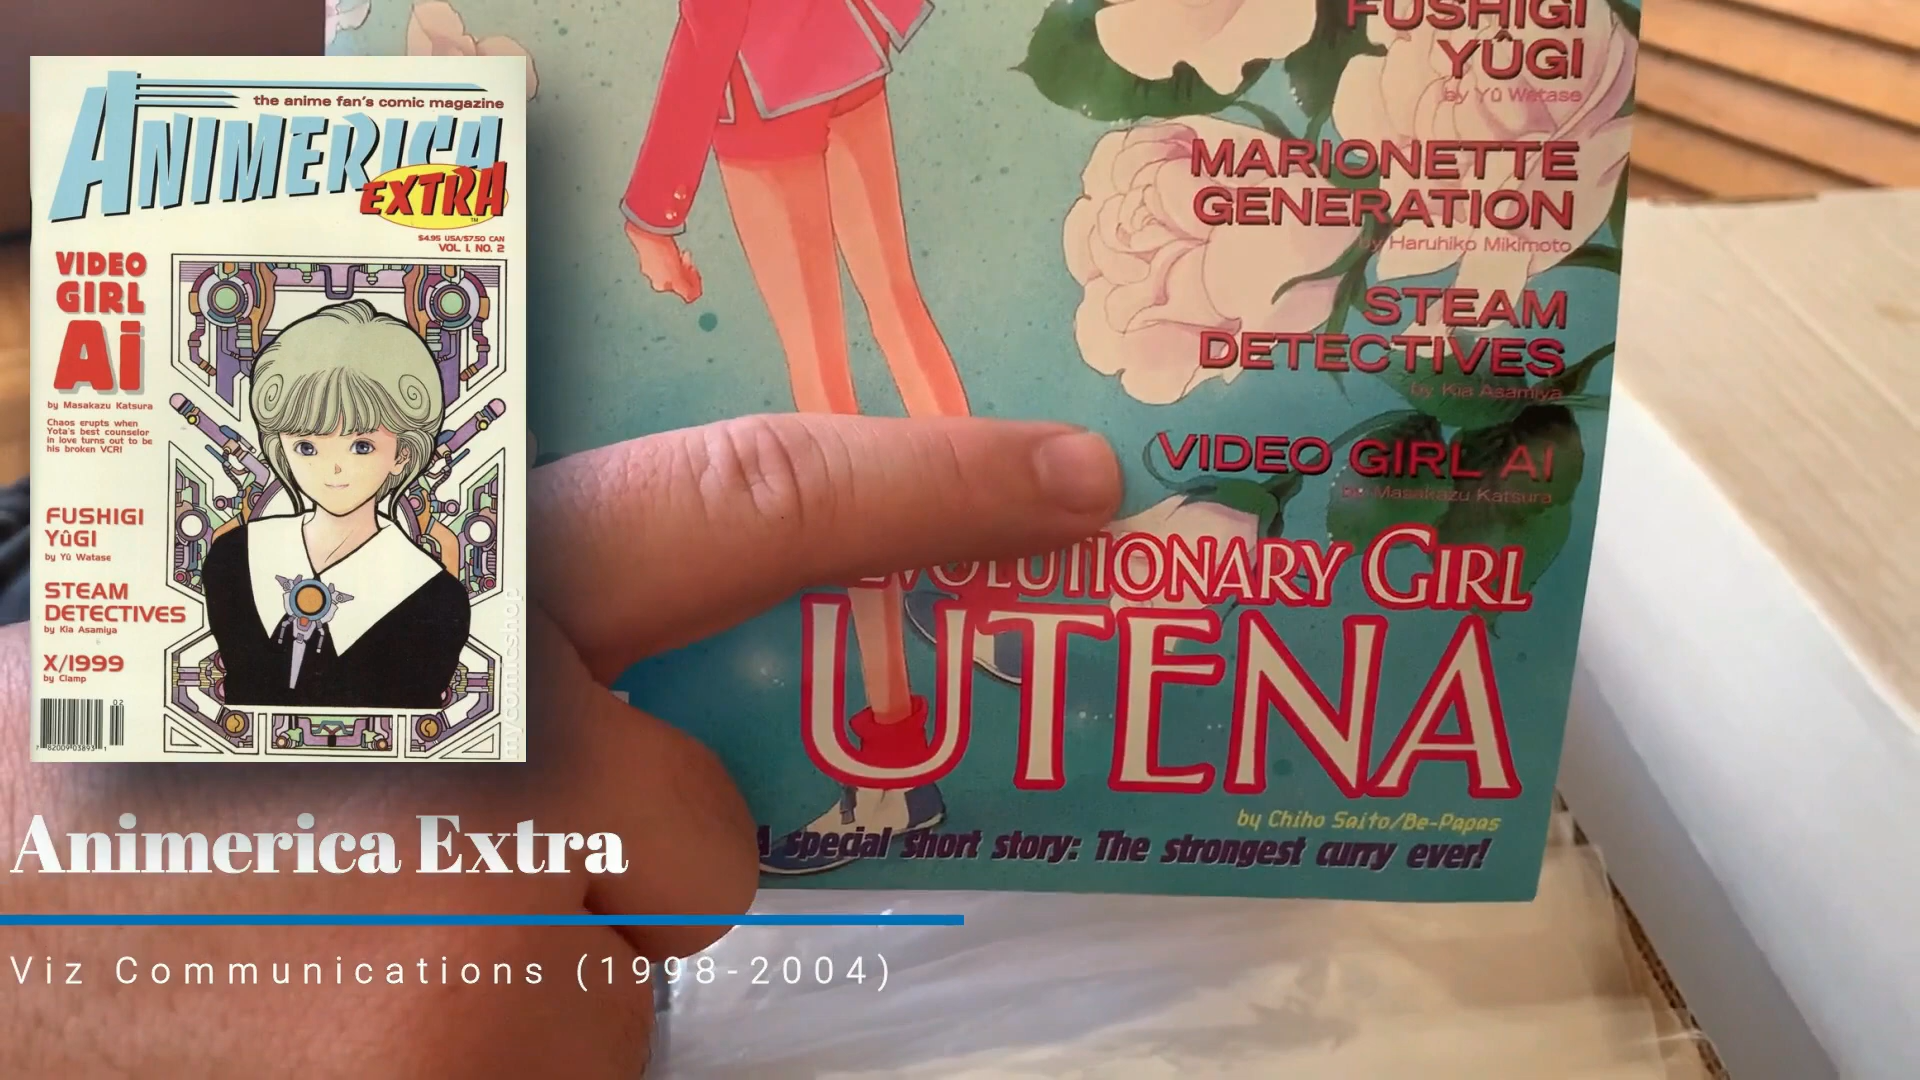 the anime fan's comic magazine
ANIMERICA
EXTRA
$4.95 USA/$7.50 CAN
VOL 1, NO. 2
VIDEO
GIRL
Ai
by Masakazu Katsura
Chaos erupts when
Yota's best counselor
in love turns out to be
his broken VCR!
FUSHIGI
YûGI
by Yû Watase
STEAM
DETECTIVES
by Kia Asamiya
X/1999
by Clamp
02
mycomicshop
Animerica Extra
Viz Communications (1998-2004)
FUSHIGI
YÛGI
by Yû Watase
MARIONETTE
GENERATION
by Haruhiko Mikimoto
STEAM
DETECTIVES
by Kia Asamiya
VIDEO GIRL AI
by Masakazu Katsura
GIRL
UTENA
by Chiho Saito/Be-Papas
A special short story: The strongest curry ever!